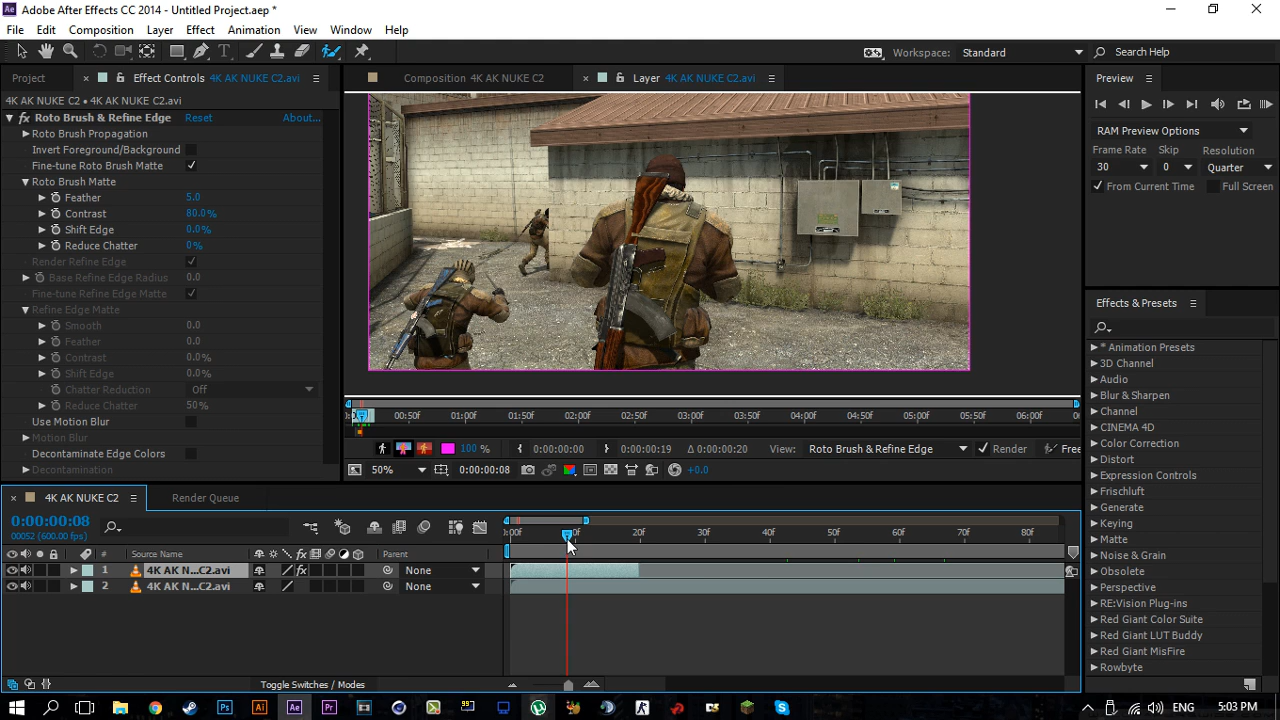 Ae Adobe After Effects CC 2014 - Untitled Project.aep *
File Edit Composition Layer Effect Animation View Window Help
Workspace: Standard Search Help
Project Effect Controls 4K AK NUKE C2.avi
Composition 4K AK NUKE C2 Layer 4K AK NUKE C2.avi
Preview
4K AK NUKE C2 • 4K AK NUKE C2.avi
fx Roto Brush & Refine Edge Reset About...
Roto Brush Propagation
Invert Foreground/Background
Fine-tune Roto Brush Matte
Roto Brush Matte
Feather 5.0
Contrast 80.0%
Shift Edge 0.0%
Reduce Chatter 0%
Render Refine Edge
Base Refine Edge Radius 0.0
Fine-tune Refine Edge Matte
Refine Edge Matte
Smooth 0.0
Feather 0.0
Contrast 0.0%
Shift Edge 0.0%
Chatter Reduction Off
Reduce Chatter 50%
Use Motion Blur
Motion Blur
Decontaminate Edge Colors
Decontamination
00:50f 01:00f 01:50f 02:00f 02:50f 03:00f 03:50f 04:00f 04:50f 05:00f 05:50f 06:00f
100 % 0:00:00:00 0:00:00:19 Δ 0:00:00:20 View: Roto Brush & Refine Edge Render Free
50% 0:00:00:08 +0.0
RAM Preview Options
Frame Rate Skip Resolution
30 0 Quarter
From Current Time Full Screen
Effects & Presets
* Animation Presets
3D Channel
Audio
Blur & Sharpen
Channel
CINEMA 4D
Color Correction
Distort
Expression Controls
Frischluft
Generate
Keying
Matte
Noise & Grain
Obsolete
Perspective
RE:Vision Plug-ins
Red Giant Color Suite
Red Giant LUT Buddy
Red Giant MisFire
Rowbyte
4K AK NUKE C2 Render Queue
0:00:00:08
00052 (600.00 fps)
:00f 20f 30f 40f 50f 60f 70f 80f
# Source Name fx Parent
1 4K AK N...C2.avi fx None
2 4K AK N...C2.avi None
Toggle Switches / Modes
Ps Ai Ae Pr 99 5:03 PM